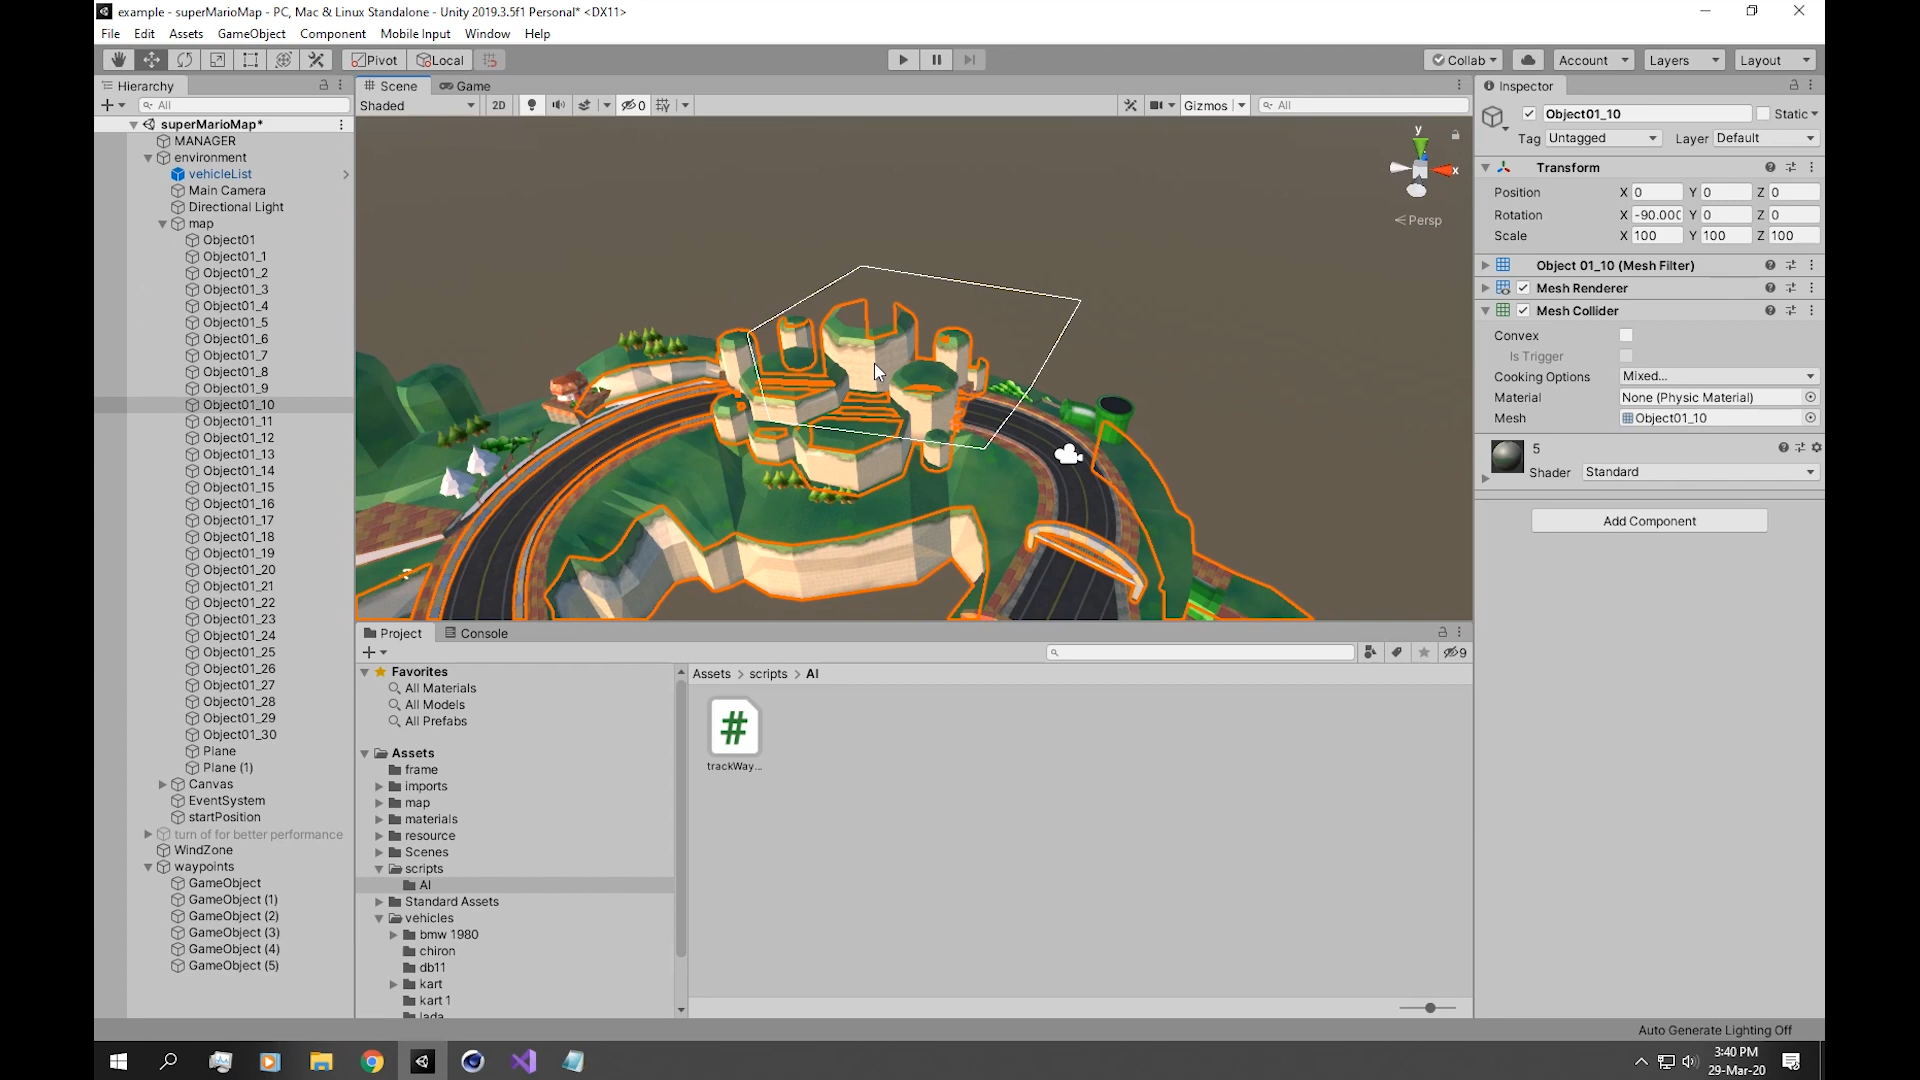 example - superMarioMap - PC, Mac & Linux Standalone - Unity 2019.3.5f1 Personal* <DX11>
File Edit Assets GameObject Component Mobile Input Window Help
Pivot Local Collab Account Layers Layout
Hierarchy
All
superMarioMap*
MANAGER
environment
vehicleList
Main Camera
Directional Light
map
Object01
Object01_1
Object01_2
Object01_3
Object01_4
Object01_5
Object01_6
Object01_7
Object01_8
Object01_9
Object01_10
Object01_11
Object01_12
Object01_13
Object01_14
Object01_15
Object01_16
Object01_17
Object01_18
Object01_19
Object01_20
Object01_21
Object01_22
Object01_23
Object01_24
Object01_25
Object01_26
Object01_27
Object01_28
Object01_29
Object01_30
Plane
Plane (1)
Canvas
EventSystem
startPosition
turn of for better performance
WindZone
waypoints
GameObject
GameObject (1)
GameObject (2)
GameObject (3)
GameObject (4)
GameObject (5)
Scene Game
Shaded 2D 0 Gizmos All
y
x
Persp
Project Console
9
Favorites
All Materials
All Models
All Prefabs
Assets
frame
imports
map
materials
resource
Scenes
scripts
AI
Standard Assets
vehicles
bmw 1980
chiron
db11
kart
kart 1
lada
Assets > scripts > AI
#
trackWay...
Inspector
Object01_10 Static
Tag Untagged Layer Default
Transform
Position X 0 Y 0 Z 0
Rotation X -90.000 Y 0 Z 0
Scale X 100 Y 100 Z 100
Object 01_10 (Mesh Filter)
Mesh Renderer
Mesh Collider
Convex
Is Trigger
Cooking Options Mixed...
Material None (Physic Material)
Mesh Object01_10
5
Shader Standard
Add Component
Auto Generate Lighting Off
3:40 PM
29-Mar-20